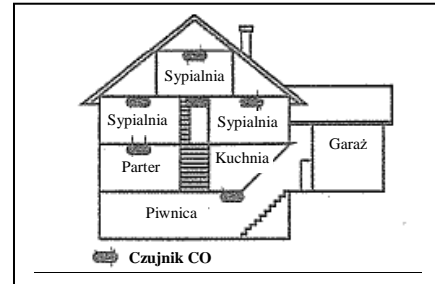 Sypialnia
Sypialnia
Sypialnia
Parter
Kuchnia
Garaż
Piwnica
Czujnik CO